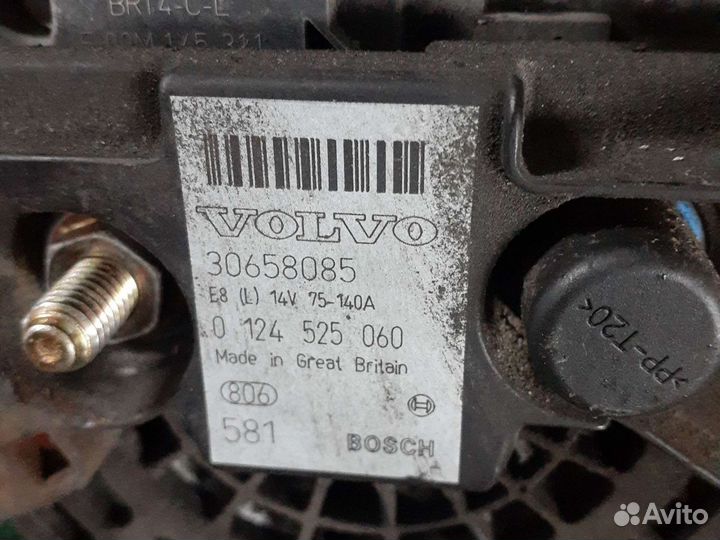 BR14-C-L
VOLVO
30658085
E8 (L) 14V 75-140A
0 124 525 060
Made in Great Britain
806
581
BOSCH
>PP-T20<
Avito